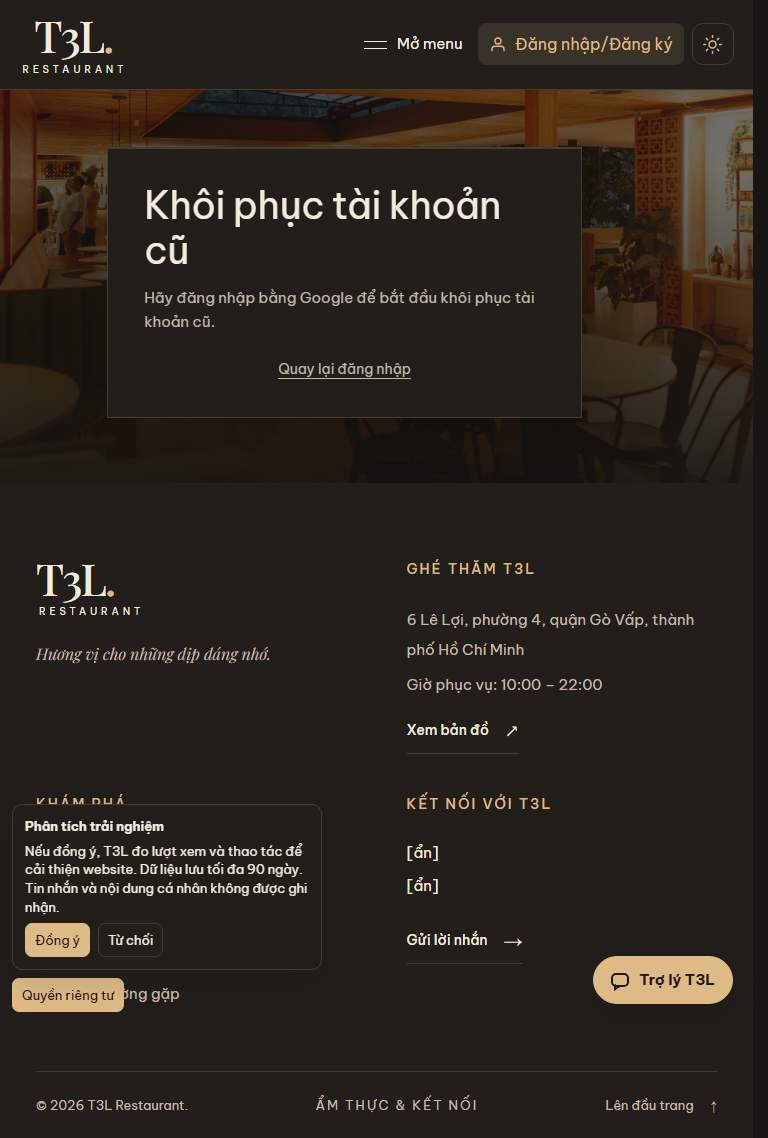 T3L.
RESTAURANT
Mở menu
Đăng nhập/Đăng ký
Khôi phục tài khoản
cũ
Hãy đăng nhập bằng Google để bắt đầu khôi phục tài
khoản cũ.
Quay lại đăng nhập
T3L.
RESTAURANT
Hương vị cho những dịp đáng nhớ.
GHÉ THĂM T3L
6 Lê Lợi, phường 4, quận Gò Vấp, thành
phố Hồ Chí Minh
Giờ phục vụ: 10:00 – 22:00
Xem bản đồ ↗
KHÁM PHÁ
Phân tích trải nghiệm
Nếu đồng ý, T3L đo lượt xem và thao tác để
cải thiện website. Dữ liệu lưu tối đa 90 ngày.
Tin nhắn và nội dung cá nhân không được ghi
nhận.
Đồng ý
Từ chối
Quyền riêng tư
gặp
KẾT NỐI VỚI T3L
[ẩn]
[ẩn]
Gửi lời nhắn →
Trợ lý T3L
© 2026 T3L Restaurant.
ẨM THỰC & KẾT NỐI
Lên đầu trang ↑